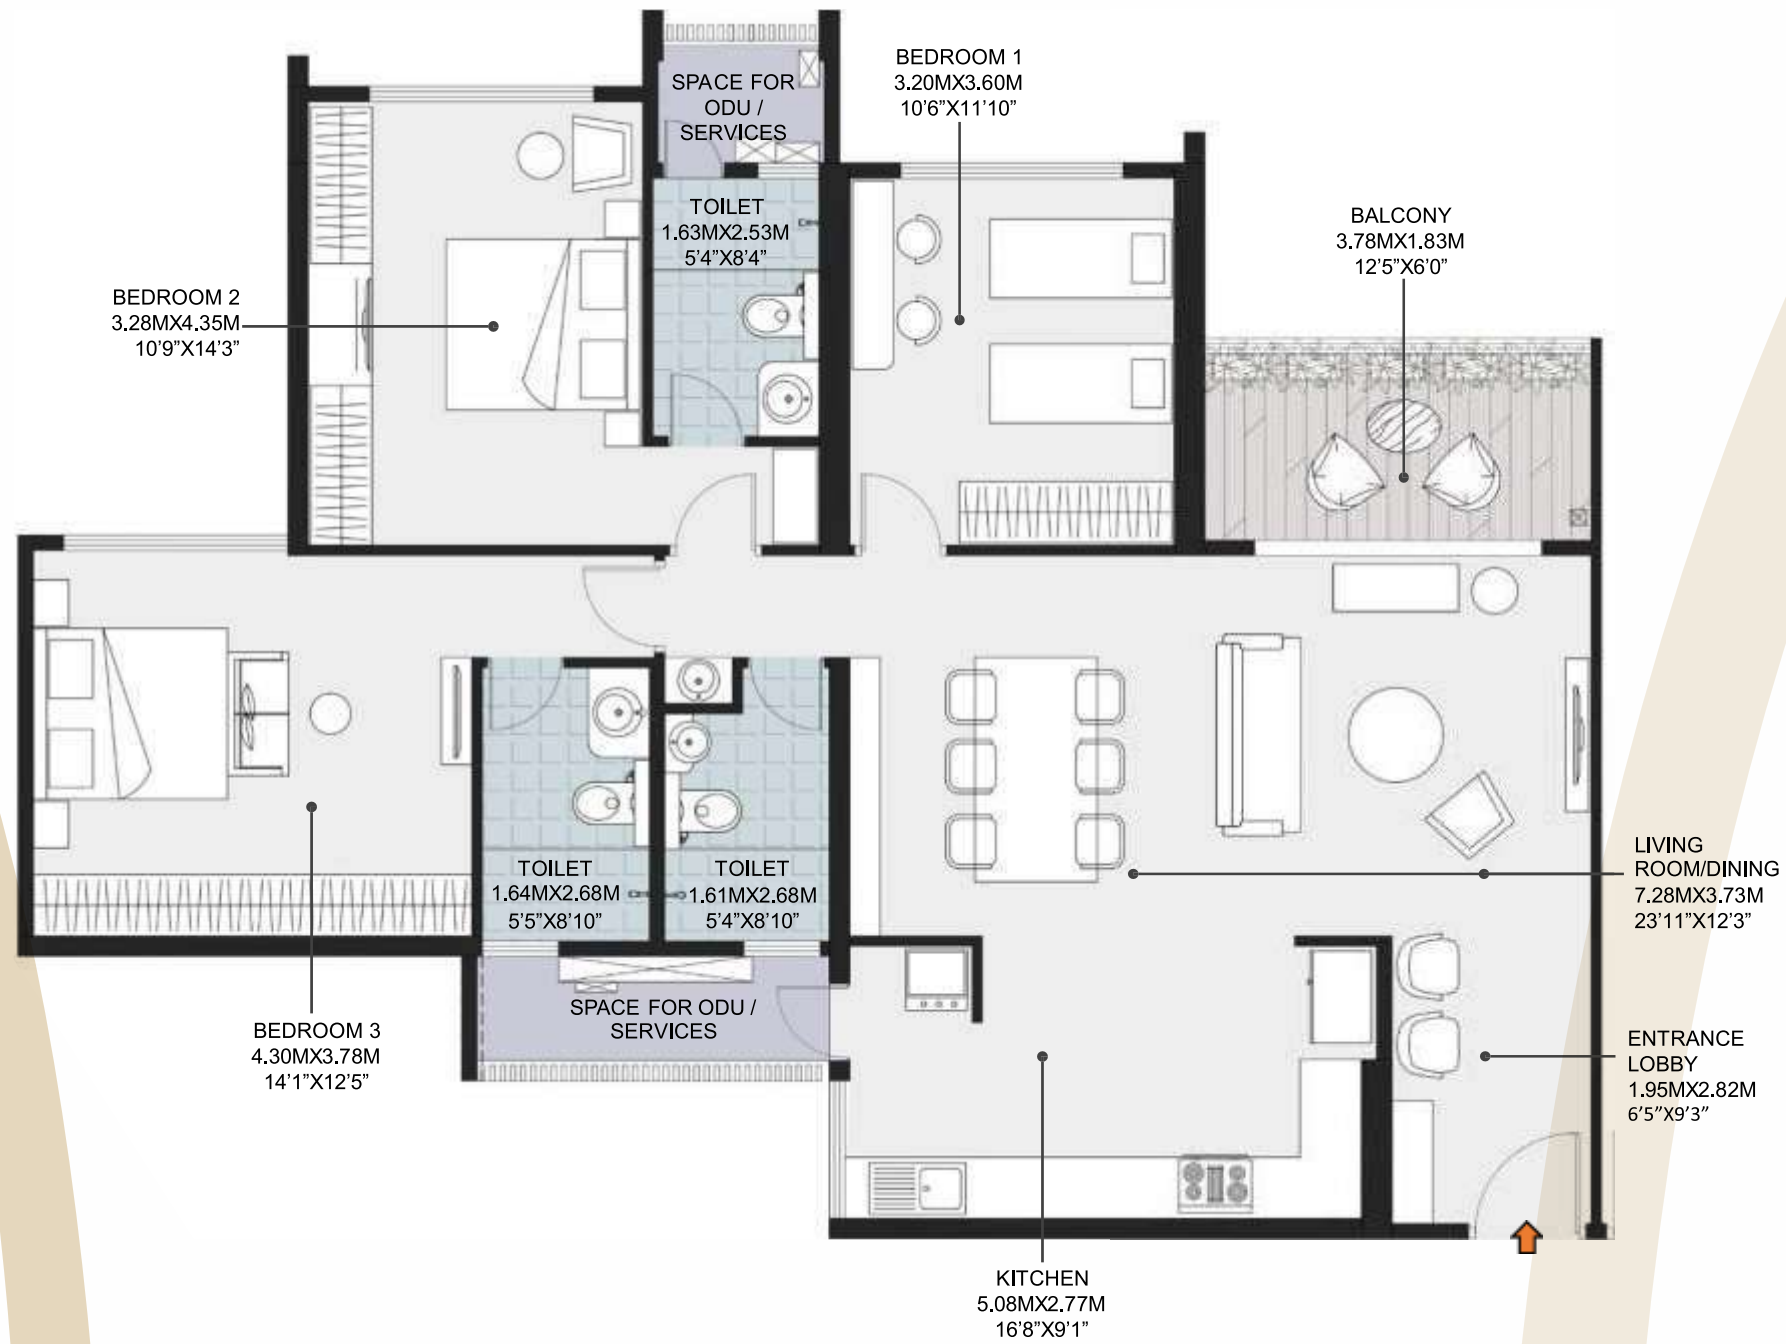 SPACE FOR
ODU /
SERVICES
BEDROOM 1
3.20MX3.60M
10'6”X11'10”
TOILET
1.63MX2.53M
5'4”X8'4”
BALCONY
3.78MX1.83M
12'5”X6'0”
BEDROOM 2
3.28MX4.35M
10'9”X14'3”
TOILET
1.64MX2.68M
5'5”X8'10”
TOILET
1.61MX2.68M
5'4”X8'10”
LIVING
ROOM/DINING
7.28MX3.73M
23'11”X12'3”
SPACE FOR ODU /
SERVICES
BEDROOM 3
4.30MX3.78M
14'1”X12'5”
ENTRANCE
LOBBY
1.95MX2.82M
6'5”X9'3”
KITCHEN
5.08MX2.77M
16'8”X9'1”